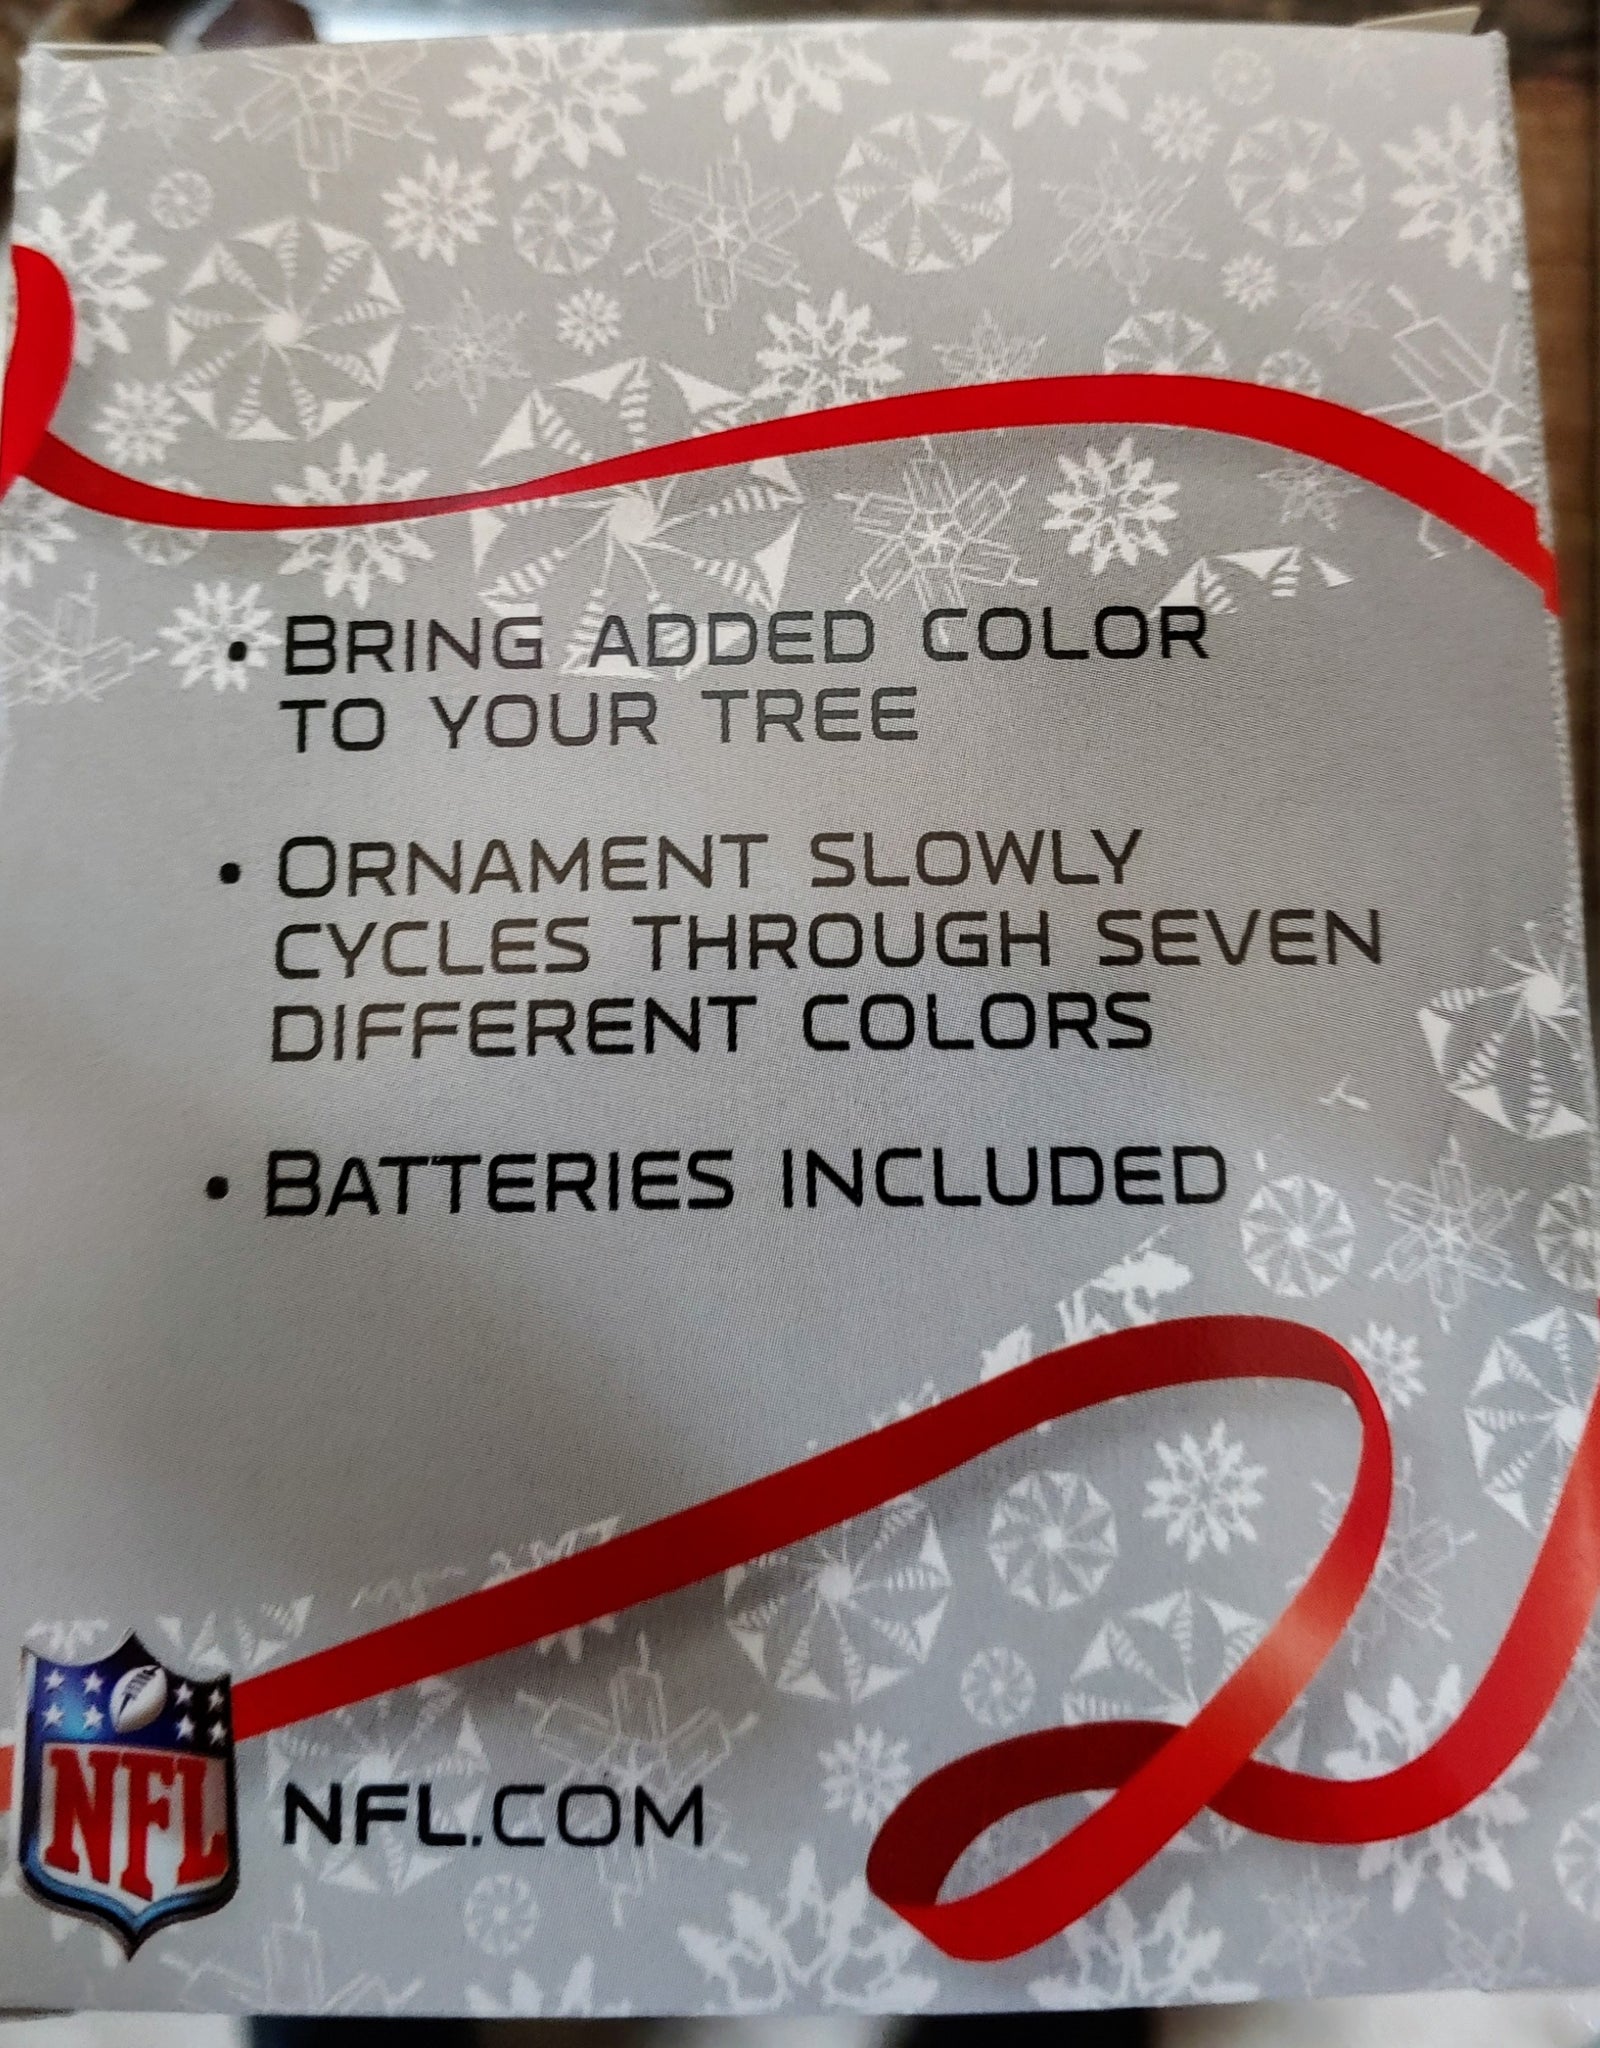 • BRING ADDED COLOR
TO YOUR TREE
• ORNAMENT SLOWLY
CYCLES THROUGH SEVEN
DIFFERENT COLORS
• BATTERIES INCLUDED
NFL
NFL.COM